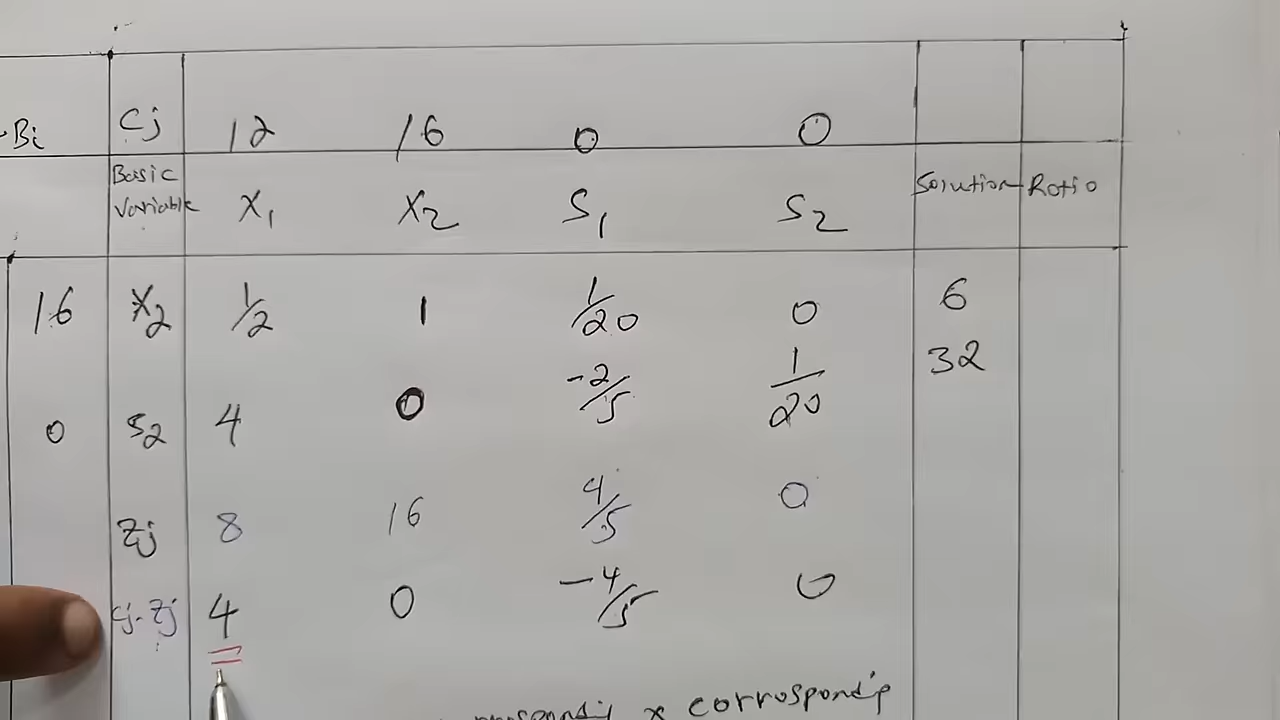 Bi Cj 12 16 0 0
Basic Variable X1 X2 S1 S2 Solution Ratio
16 X2 1/2 1 1/20 0 6
0 S2 4 0 -2/5 1/20 32
Zj 8 16 4/5 0
Cj-Zj 4 0 -4/5 0
x